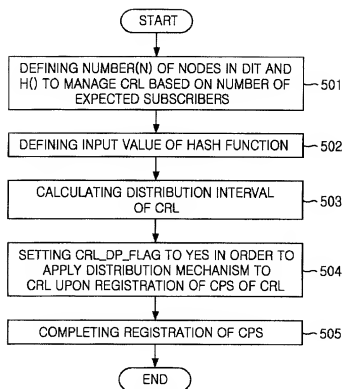 START
DEFINING NUMBER(N) OF NODES IN DIT AND
H() TO MANAGE CRL BASED ON NUMBER OF
EXPECTED SUBSCRIBERS
501
DEFINING INPUT VALUE OF HASH FUNCTION
502
CALCULATING DISTRIBUTION INTERVAL
OF CRL
503
SETTING CRL_DP_FLAG TO YES IN ORDER TO
APPLY DISTRIBUTION MECHANISM TO
CRL UPON REGISTRATION OF CPS OF CRL
504
COMPLETING REGISTRATION OF CPS
505
END